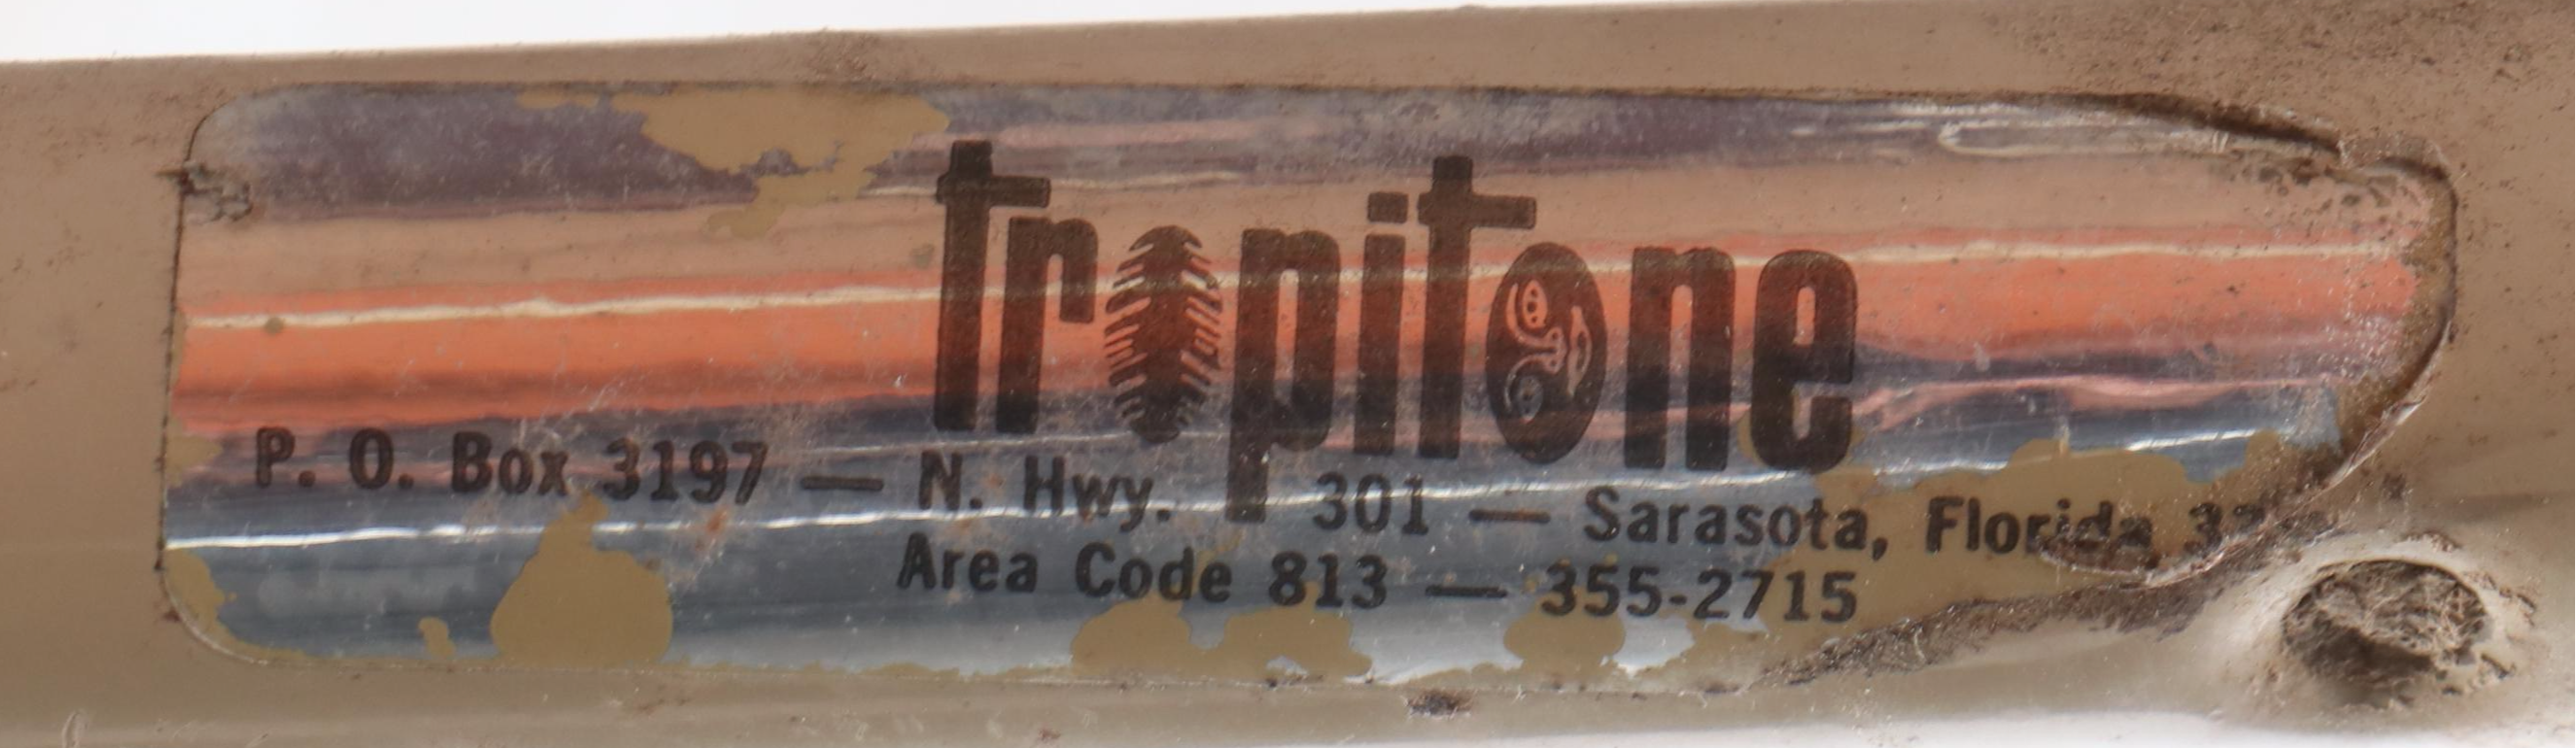 tropitone
P. O. Box 3197 — N. Hwy. 301 — Sarasota, Florida
Area Code 813 — 355-2715